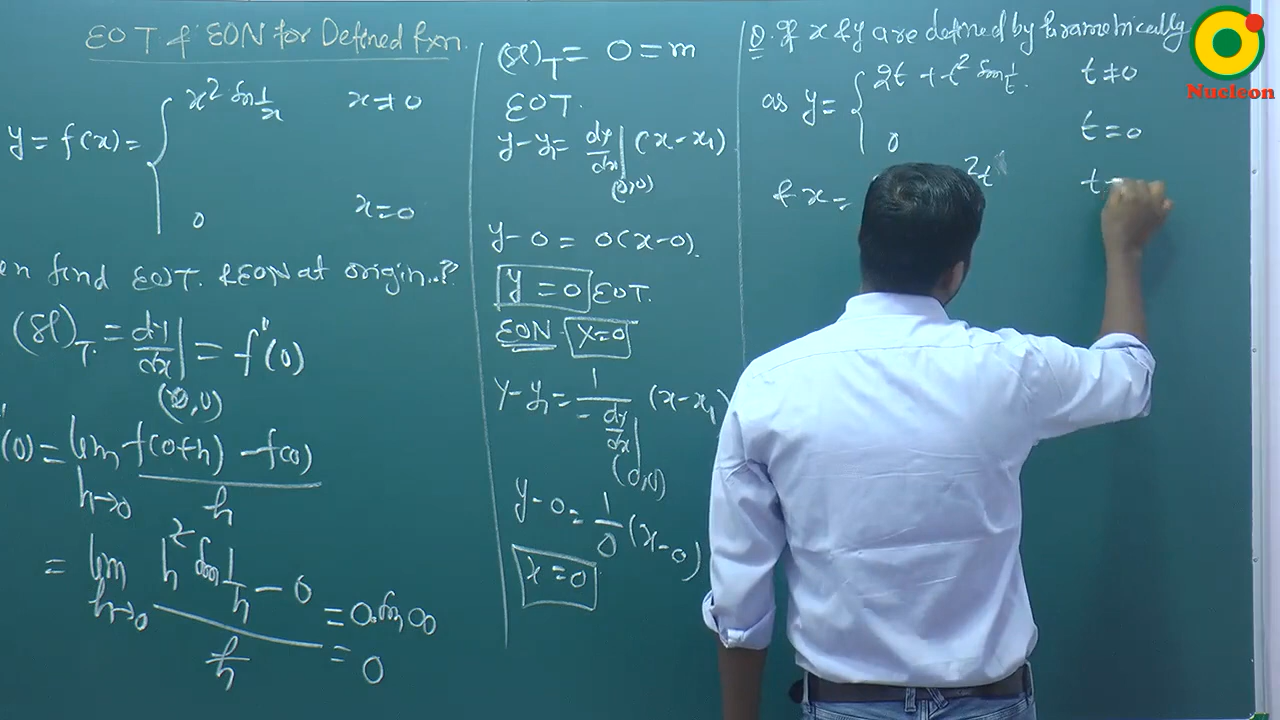 EOT & EON for Defined fxn.
y = f(x) = { x² sin 1/x x ≠ 0
0 x = 0
en find EOT. & EON at origin..?
(Sl)T. = dy/dx |(0,0) = f'(0)
'(0) = lim h→0 f(0+h) - f(0) / h
= lim h→0 h² sin 1/h - 0 / h = 0. sin ∞
= 0
(Sl)T = 0 = m
EOT.
y - y₁ = dy/dx |(0,0) (x - x₁)
y - 0 = 0(x - 0).
y = 0 EOT.
EON. x = 0
y - y₁ = 1 / - dy/dx |(0,0) (x - x₁)
y - 0 = 1/0 (x - 0)
x = 0
Q. If x & y are defined by Parametrically
as y = { 2t + t² sin 1/t. t ≠ 0
0 t = 0
& x = ²t t
Nucleon